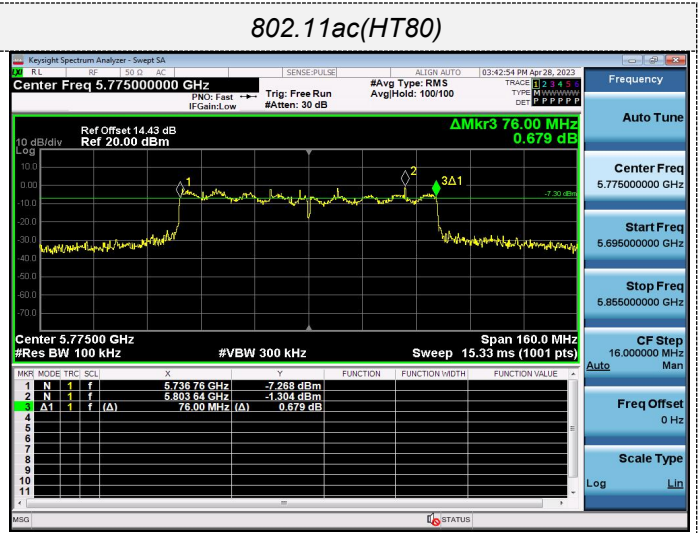 802.11ac(HT80)
Keysight Spectrum Analyzer - Swept SA
RL RF 50 Ω AC SENSE:PULSE ALIGN AUTO 03:42:54 PM Apr 28, 2023
Center Freq 5.775000000 GHz
PNO: Fast
IFGain:Low
Trig: Free Run
#Atten: 30 dB
#Avg Type: RMS
Avg|Hold: 100/100
TRACE 1 2 3 4 5 6
TYPE M W W W W W
DET P P P P P P
Ref Offset 14.43 dB
10 dB/div Ref 20.00 dBm
ΔMkr3 76.00 MHz
0.679 dB
Log
10.0
0.00
-10.0
-20.0
-30.0
-40.0
-50.0
-60.0
-70.0
1
2
3Δ1
-7.30 dBm
Center 5.77500 GHz Span 160.0 MHz
#Res BW 100 kHz #VBW 300 kHz Sweep 15.33 ms (1001 pts)
MKR MODE TRC SCL X Y FUNCTION FUNCTION WIDTH FUNCTION VALUE
1 N 1 f 5.736 76 GHz -7.268 dBm
2 N 1 f 5.803 64 GHz -1.304 dBm
3 Δ1 1 f (Δ) 76.00 MHz (Δ) 0.679 dB
4
5
6
7
8
9
10
11
MSG STATUS
Frequency
Auto Tune
Center Freq
5.775000000 GHz
Start Freq
5.695000000 GHz
Stop Freq
5.855000000 GHz
CF Step
16.000000 MHz
Auto Man
Freq Offset
0 Hz
Scale Type
Log Lin